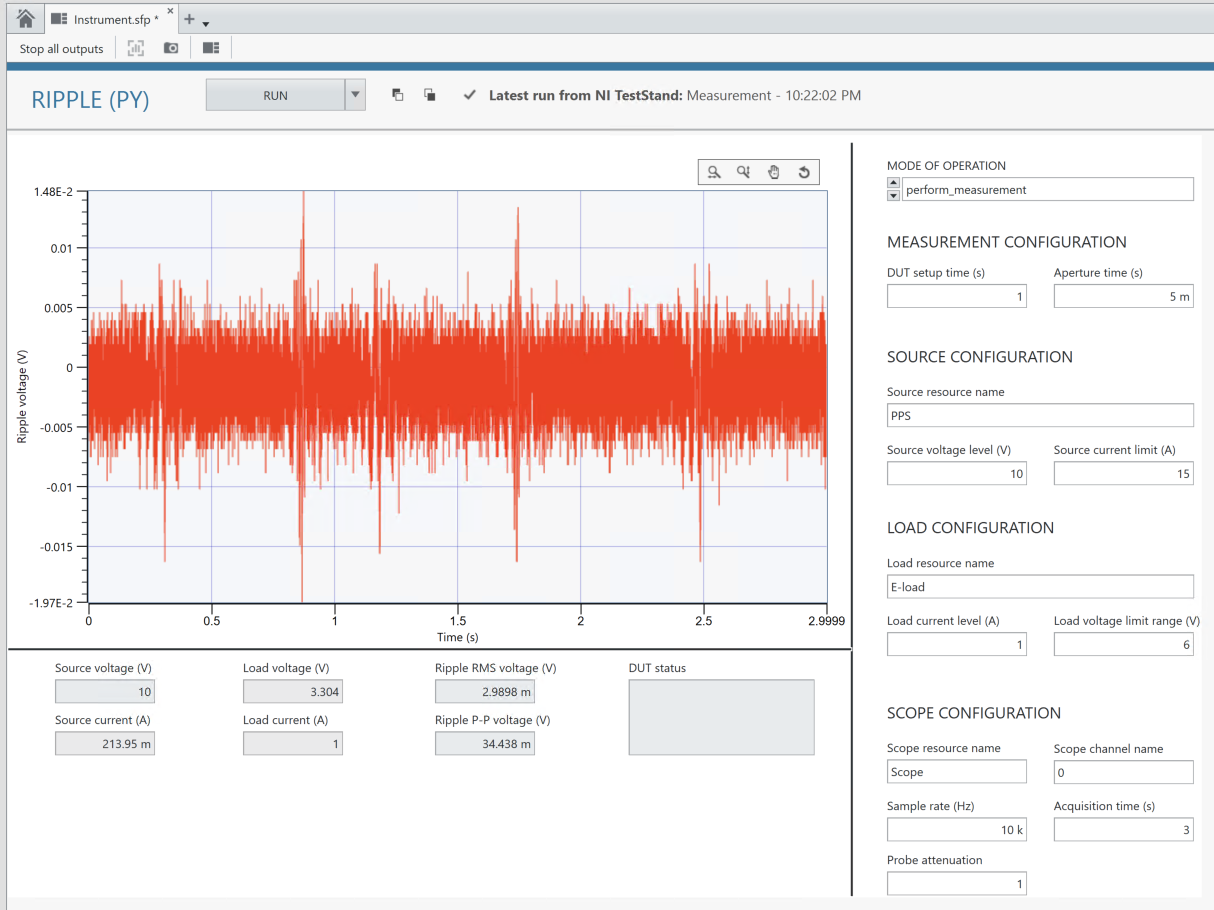 Instrument.sfp *
Stop all outputs
RIPPLE (PY)
RUN
Latest run from NI TestStand: Measurement - 10:22:02 PM
1.48E-2
0.01
0.005
0
-0.005
-0.01
-0.015
-1.97E-2
Ripple voltage (V)
0 0.5 1 1.5 2 2.5 2.9999
Time (s)
Source voltage (V) Load voltage (V) Ripple RMS voltage (V) DUT status
10 3.304 2.9898 m
Source current (A) Load current (A) Ripple P-P voltage (V)
213.95 m 1 34.438 m
MODE OF OPERATION
perform_measurement
MEASUREMENT CONFIGURATION
DUT setup time (s) Aperture time (s)
1 5 m
SOURCE CONFIGURATION
Source resource name
PPS
Source voltage level (V) Source current limit (A)
10 15
LOAD CONFIGURATION
Load resource name
E-load
Load current level (A) Load voltage limit range (V)
1 6
SCOPE CONFIGURATION
Scope resource name Scope channel name
Scope 0
Sample rate (Hz) Acquisition time (s)
10 k 3
Probe attenuation
1